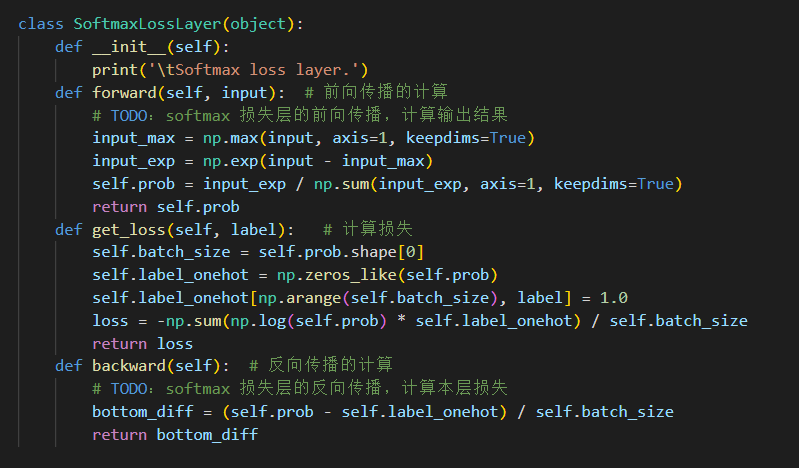 class SoftmaxLossLayer(object):
    def __init__(self):
        print('\tSoftmax loss layer.')
    def forward(self, input):  # 前向传播的计算
        # TODO：softmax 损失层的前向传播，计算输出结果
        input_max = np.max(input, axis=1, keepdims=True)
        input_exp = np.exp(input - input_max)
        self.prob = input_exp / np.sum(input_exp, axis=1, keepdims=True)
        return self.prob
    def get_loss(self, label):   # 计算损失
        self.batch_size = self.prob.shape[0]
        self.label_onehot = np.zeros_like(self.prob)
        self.label_onehot[np.arange(self.batch_size), label] = 1.0
        loss = -np.sum(np.log(self.prob) * self.label_onehot) / self.batch_size
        return loss
    def backward(self):  # 反向传播的计算
        # TODO：softmax 损失层的反向传播，计算本层损失
        bottom_diff = (self.prob - self.label_onehot) / self.batch_size
        return bottom_diff